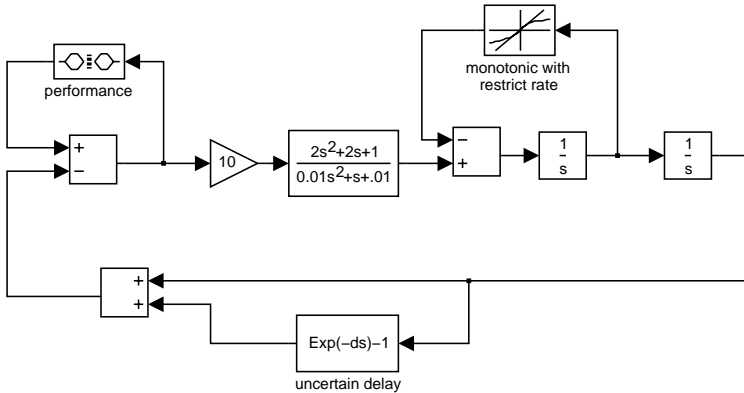 monotonic with
restrict rate
performance
+
−
10
2s²+2s+1
0.01s²+s+.01
−
+
1
s
1
s
+
+
Exp(−ds)−1
uncertain delay